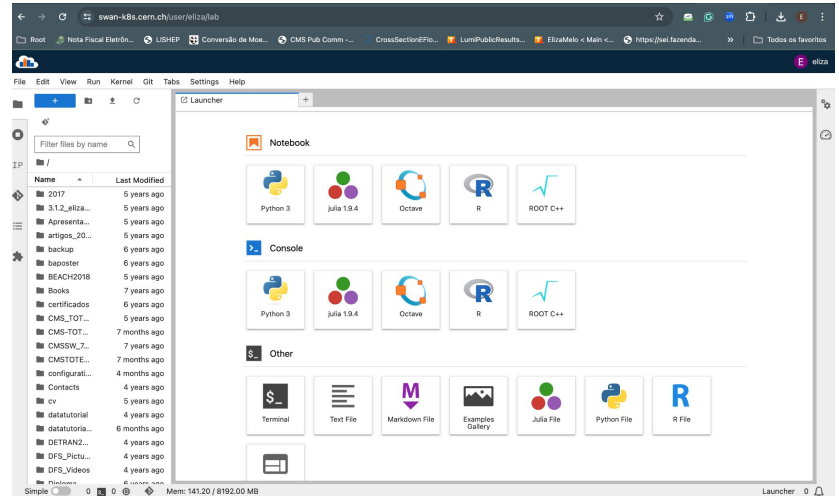 swan-k8s.cern.ch/user/eliza/lab
Root Nota Fiscal Eletrôn... LISHEP Conversão de Moe... CMS Pub Comm -... CrossSectionEFlo... LumiPublicResults... ElizaMelo < Main <... https://sei.fazenda... » Todos os favoritos
E eliza
File Edit View Run Kernel Git Tabs Settings Help
Launcher
Filter files by name
IP
/
Name Last Modified
2017 5 years ago
3.1.2_eliza... 5 years ago
Apresenta... 5 years ago
artigos_20... 5 years ago
backup 6 years ago
baposter 6 years ago
BEACH2018 5 years ago
Books 7 years ago
certificados 6 years ago
CMS_TOT... 5 years ago
CMS-TOT... 7 months ago
CMSSW_7... 7 years ago
CMSTOTE... 7 months ago
configurati... 4 months ago
Contacts 4 years ago
cv 5 years ago
datatutorial 4 years ago
datatutoria... 6 months ago
DETRAN2... 4 years ago
DFS_Pictu... 4 years ago
DFS_Videos 4 years ago
Diploma 6 years ago
Notebook
Python 3 julia 1.9.4 Octave R ROOT C++
Console
Python 3 julia 1.9.4 Octave R ROOT C++
$_ Other
Terminal Text File Markdown File Examples Gallery Julia File Python File R File
Simple 0 0 Mem: 141.20 / 8192.00 MB Launcher 0